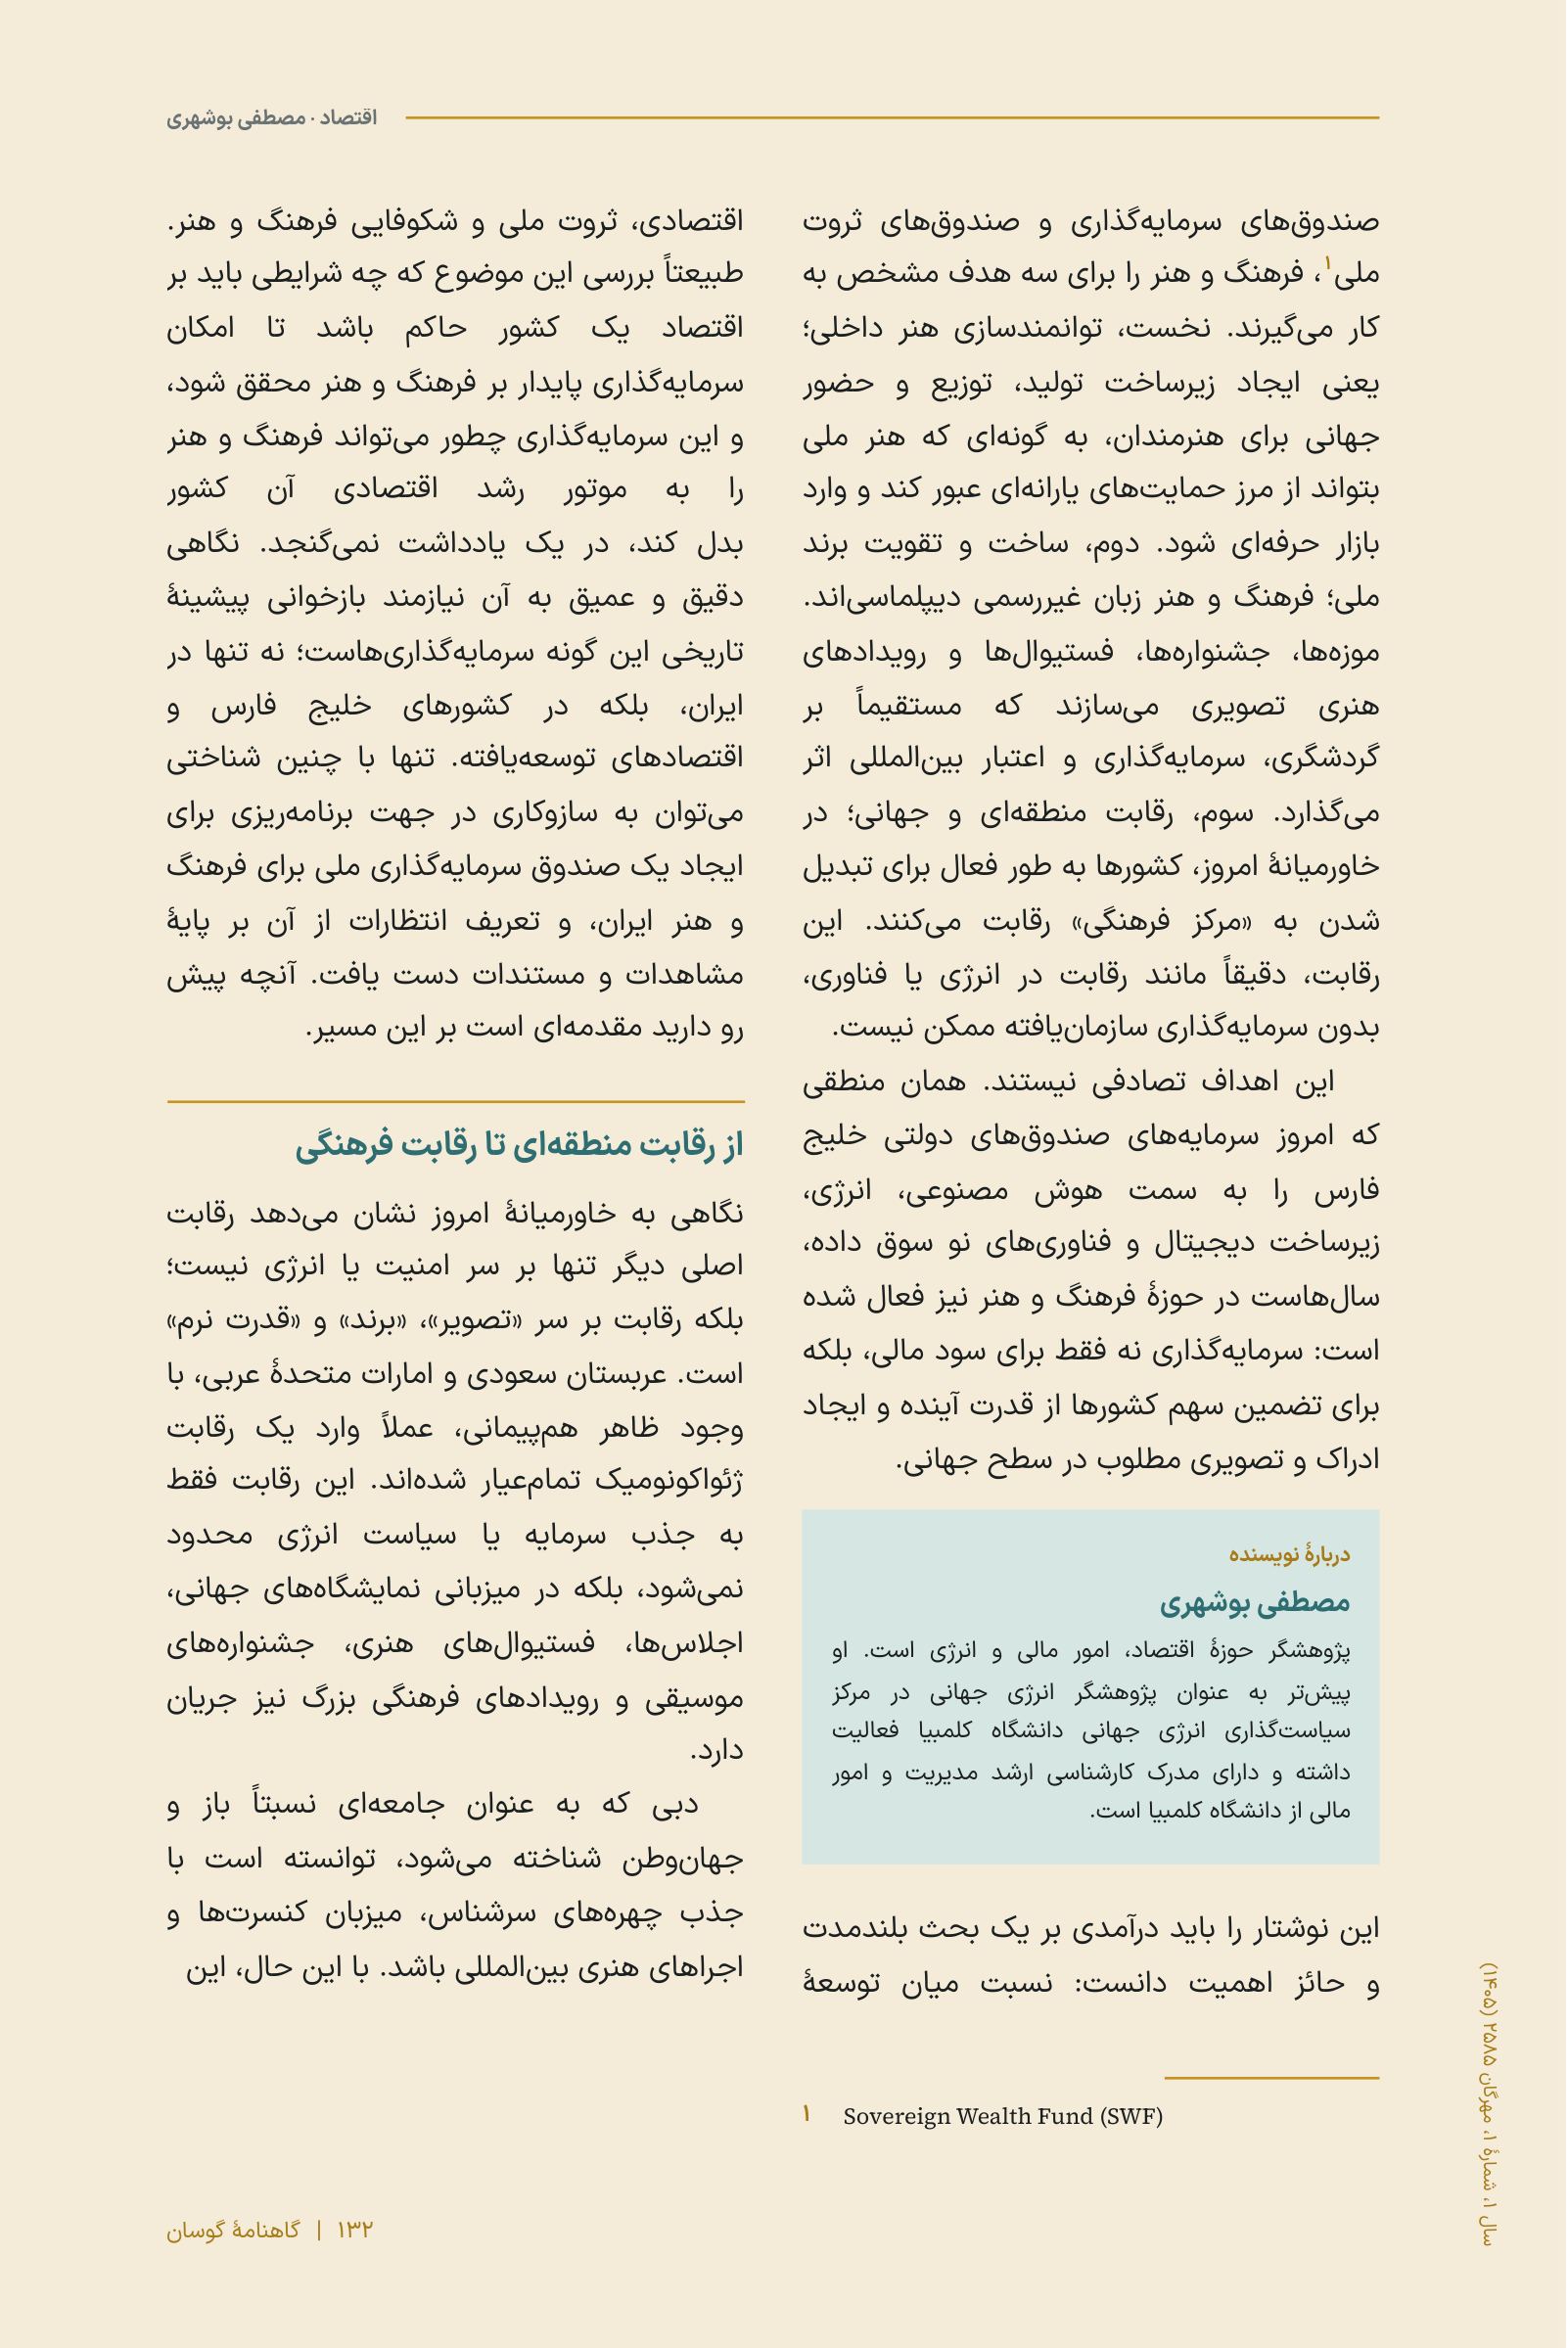 اقتصاد · مصطفی بوشهری
صندوق‌های سرمایه‌گذاری و صندوق‌های ثروت
ملی۱، فرهنگ و هنر را برای سه هدف مشخص به
کار می‌گیرند. نخست، توانمندسازی هنر داخلی؛
یعنی ایجاد زیرساخت تولید، توزیع و حضور
جهانی برای هنرمندان، به گونه‌ای که هنر ملی
بتواند از مرز حمایت‌های یارانه‌ای عبور کند و وارد
بازار حرفه‌ای شود. دوم، ساخت و تقویت برند
ملی؛ فرهنگ و هنر زبان غیررسمی دیپلماسی‌اند.
موزه‌ها، جشنواره‌ها، فستیوال‌ها و رویدادهای
هنری تصویری می‌سازند که مستقیماً بر
گردشگری، سرمایه‌گذاری و اعتبار بین‌المللی اثر
می‌گذارد. سوم، رقابت منطقه‌ای و جهانی؛ در
خاورمیانهٔ امروز، کشورها به طور فعال برای تبدیل
شدن به «مرکز فرهنگی» رقابت می‌کنند. این
رقابت، دقیقاً مانند رقابت در انرژی یا فناوری،
بدون سرمایه‌گذاری سازمان‌یافته ممکن نیست.
این اهداف تصادفی نیستند. همان منطقی
که امروز سرمایه‌های صندوق‌های دولتی خلیج
فارس را به سمت هوش مصنوعی، انرژی،
زیرساخت دیجیتال و فناوری‌های نو سوق داده،
سال‌هاست در حوزهٔ فرهنگ و هنر نیز فعال شده
است: سرمایه‌گذاری نه فقط برای سود مالی، بلکه
برای تضمین سهم کشورها از قدرت آینده و ایجاد
ادراک و تصویری مطلوب در سطح جهانی.
دربارهٔ نویسنده
مصطفی بوشهری
پژوهشگر حوزهٔ اقتصاد، امور مالی و انرژی است. او
پیش‌تر به عنوان پژوهشگر انرژی جهانی در مرکز
سیاست‌گذاری انرژی جهانی دانشگاه کلمبیا فعالیت
داشته و دارای مدرک کارشناسی ارشد مدیریت و امور
مالی از دانشگاه کلمبیا است.
این نوشتار را باید درآمدی بر یک بحث بلندمدت
و حائز اهمیت دانست: نسبت میان توسعهٔ
۱ Sovereign Wealth Fund (SWF)
اقتصادی، ثروت ملی و شکوفایی فرهنگ و هنر.
طبیعتاً بررسی این موضوع که چه شرایطی باید بر
اقتصاد یک کشور حاکم باشد تا امکان
سرمایه‌گذاری پایدار بر فرهنگ و هنر محقق شود،
و این سرمایه‌گذاری چطور می‌تواند فرهنگ و هنر
را به موتور رشد اقتصادی آن کشور
بدل کند، در یک یادداشت نمی‌گنجد. نگاهی
دقیق و عمیق به آن نیازمند بازخوانی پیشینهٔ
تاریخی این گونه سرمایه‌گذاری‌هاست؛ نه تنها در
ایران، بلکه در کشورهای خلیج فارس و
اقتصادهای توسعه‌یافته. تنها با چنین شناختی
می‌توان به سازوکاری در جهت برنامه‌ریزی برای
ایجاد یک صندوق سرمایه‌گذاری ملی برای فرهنگ
و هنر ایران، و تعریف انتظارات از آن بر پایهٔ
مشاهدات و مستندات دست یافت. آنچه پیش
رو دارید مقدمه‌ای است بر این مسیر.
از رقابت منطقه‌ای تا رقابت فرهنگی
نگاهی به خاورمیانهٔ امروز نشان می‌دهد رقابت
اصلی دیگر تنها بر سر امنیت یا انرژی نیست؛
بلکه رقابت بر سر «تصویر»، «برند» و «قدرت نرم»
است. عربستان سعودی و امارات متحدهٔ عربی، با
وجود ظاهر هم‌پیمانی، عملاً وارد یک رقابت
ژئواکونومیک تمام‌عیار شده‌اند. این رقابت فقط
به جذب سرمایه یا سیاست انرژی محدود
نمی‌شود، بلکه در میزبانی نمایشگاه‌های جهانی،
اجلاس‌ها، فستیوال‌های هنری، جشنواره‌های
موسیقی و رویدادهای فرهنگی بزرگ نیز جریان
دارد.
دبی که به عنوان جامعه‌ای نسبتاً باز و
جهان‌وطن شناخته می‌شود، توانسته است با
جذب چهره‌های سرشناس، میزبان کنسرت‌ها و
اجراهای هنری بین‌المللی باشد. با این حال، این
سال ۱، شمارهٔ ۱، مهرگان ۲۵۸۵ (۱۴۰۵)
۱۳۲ | گاهنامهٔ گوسان